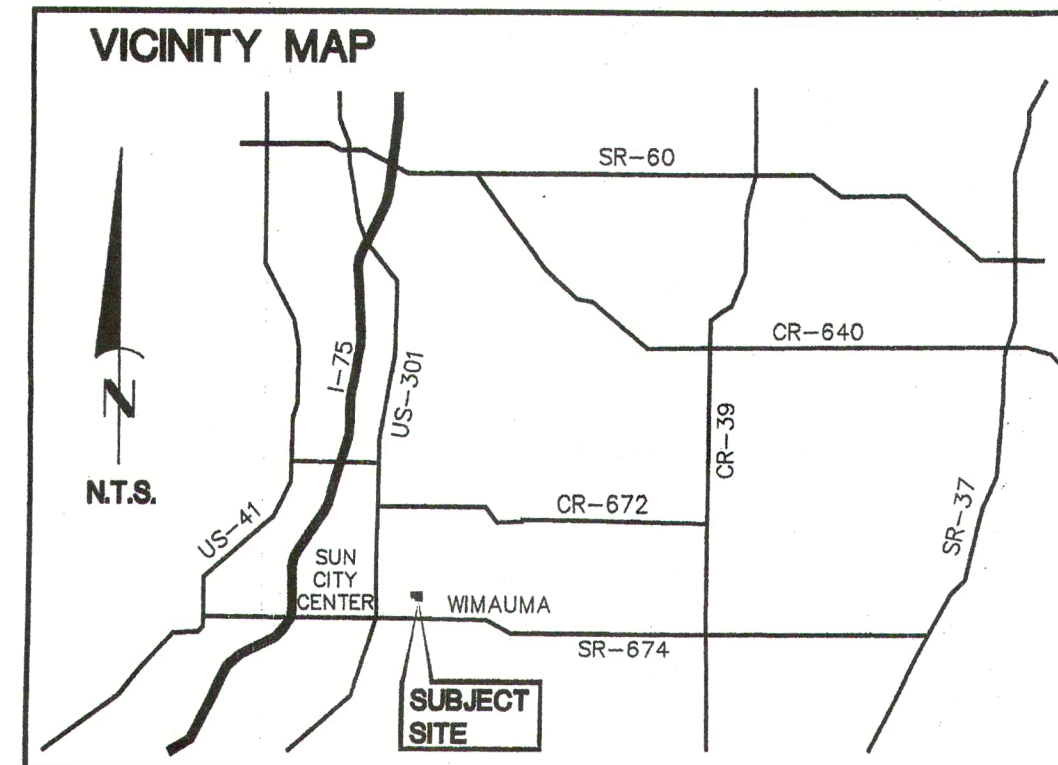 VICINITY MAP
SR-60
CR-640
I-75
US-301
CR-39
N
N.T.S.
CR-672
SR-37
US-41
SUN
CITY
CENTER
WIMAUMA
SR-674
SUBJECT
SITE